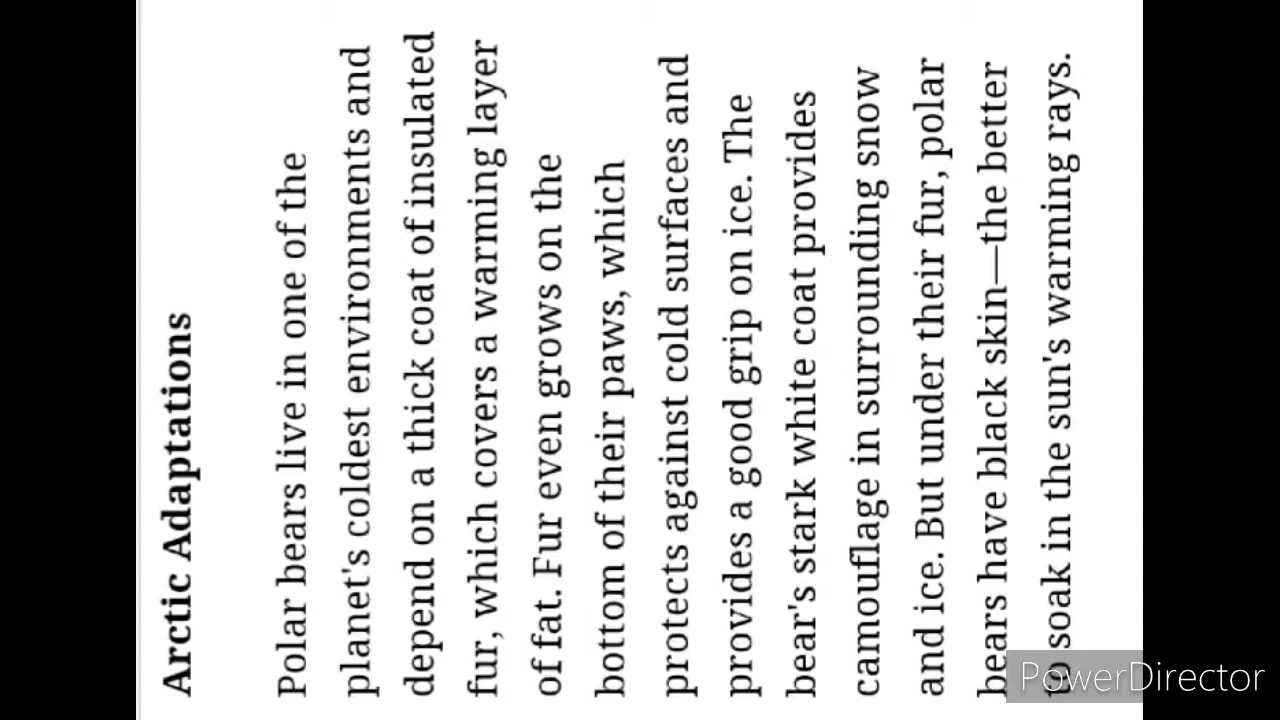 Arctic Adaptations
Polar bears live in one of the
planet's coldest environments and
depend on a thick coat of insulated
fur, which covers a warming layer
of fat. Fur even grows on the
bottom of their paws, which
protects against cold surfaces and
provides a good grip on ice. The
bear's stark white coat provides
camouflage in surrounding snow
and ice. But under their fur, polar
bears have black skin—the better
to soak in the sun's warming rays.
PowerDirector